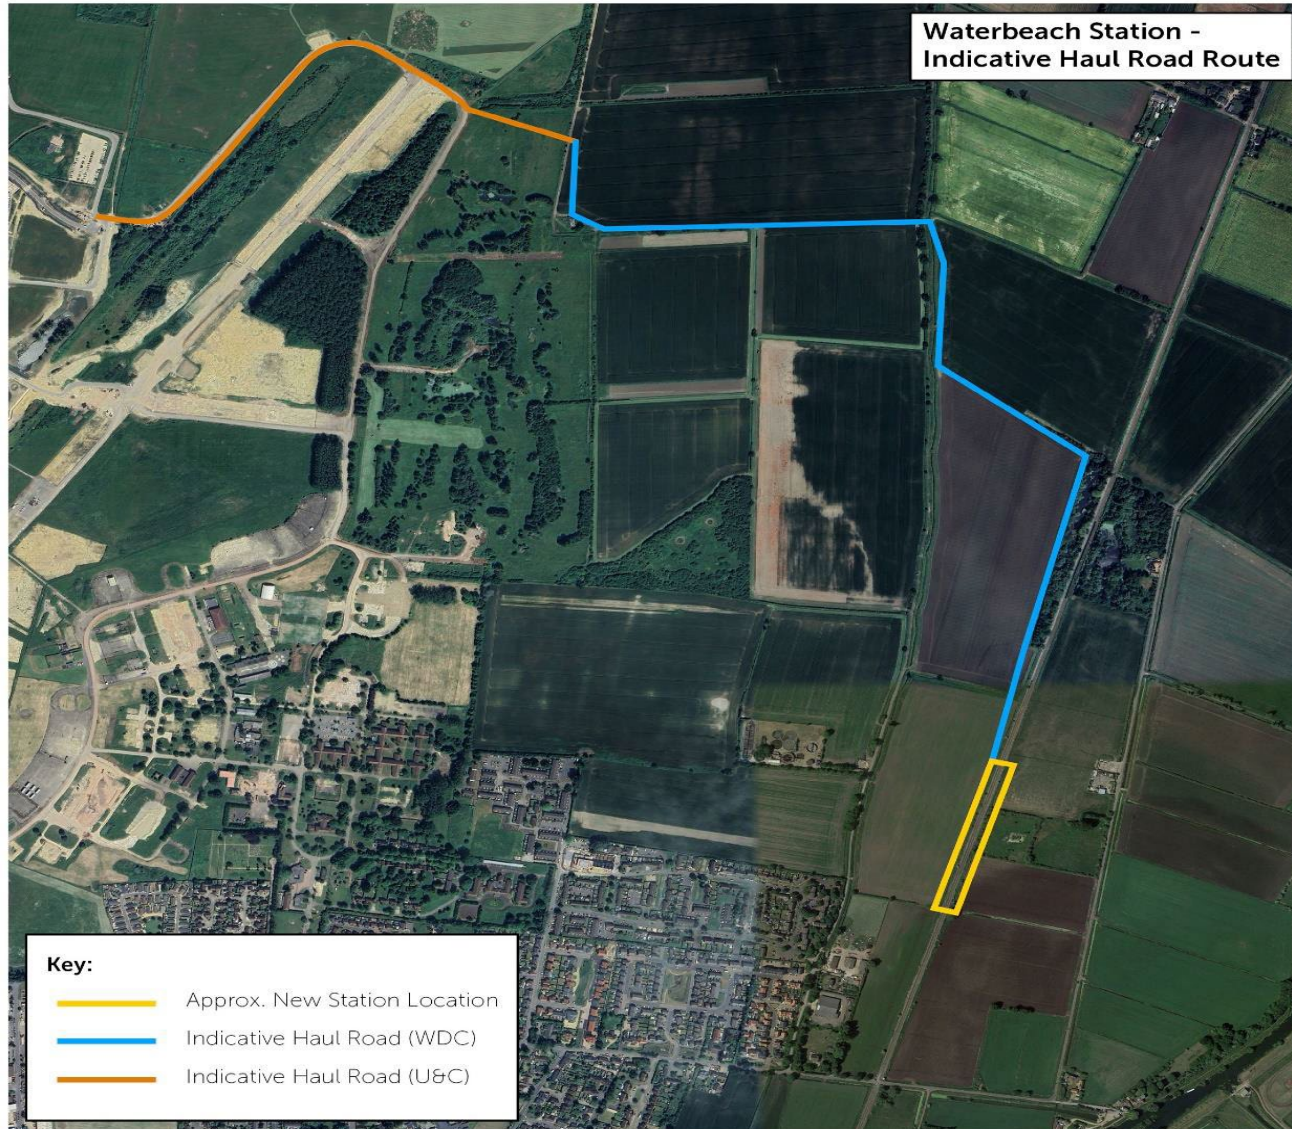 Waterbeach Station -
Indicative Haul Road Route
Key:
Approx. New Station Location
Indicative Haul Road (WDC)
Indicative Haul Road (U&C)